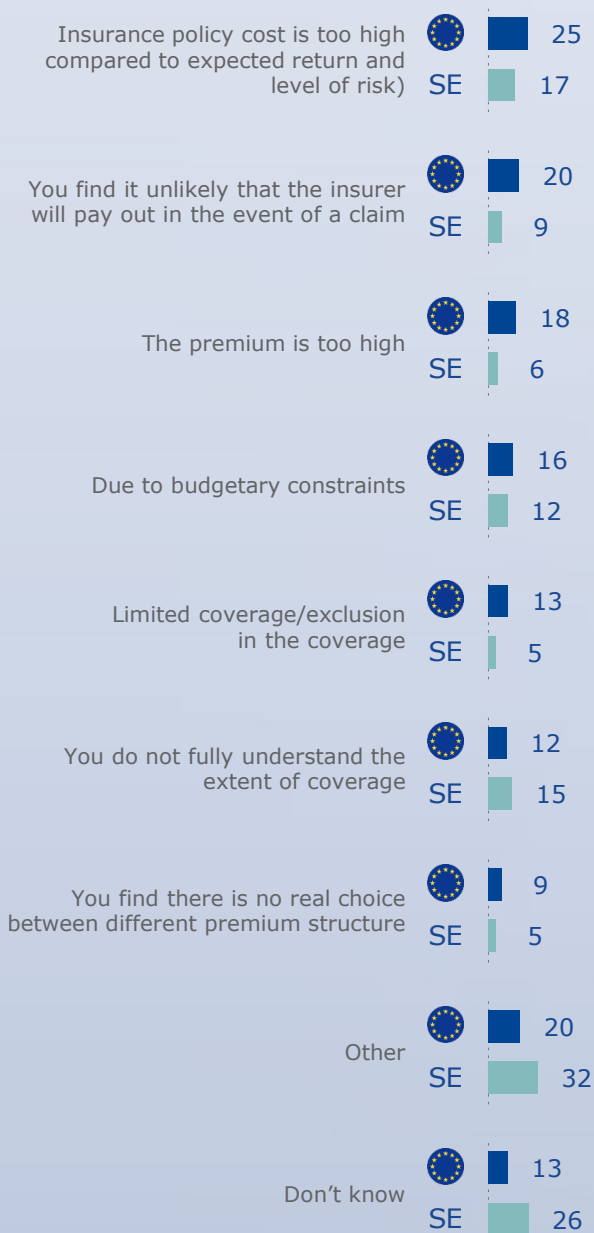 Insurance policy cost is too high
compared to expected return and
level of risk)
25
SE 17
You find it unlikely that the insurer
will pay out in the event of a claim
20
SE 9
The premium is too high
18
SE 6
Due to budgetary constraints
16
SE 12
Limited coverage/exclusion
in the coverage
13
SE 5
You do not fully understand the
extent of coverage
12
SE 15
You find there is no real choice
between different premium structure
9
SE 5
Other
20
SE 32
Don’t know
13
SE 26